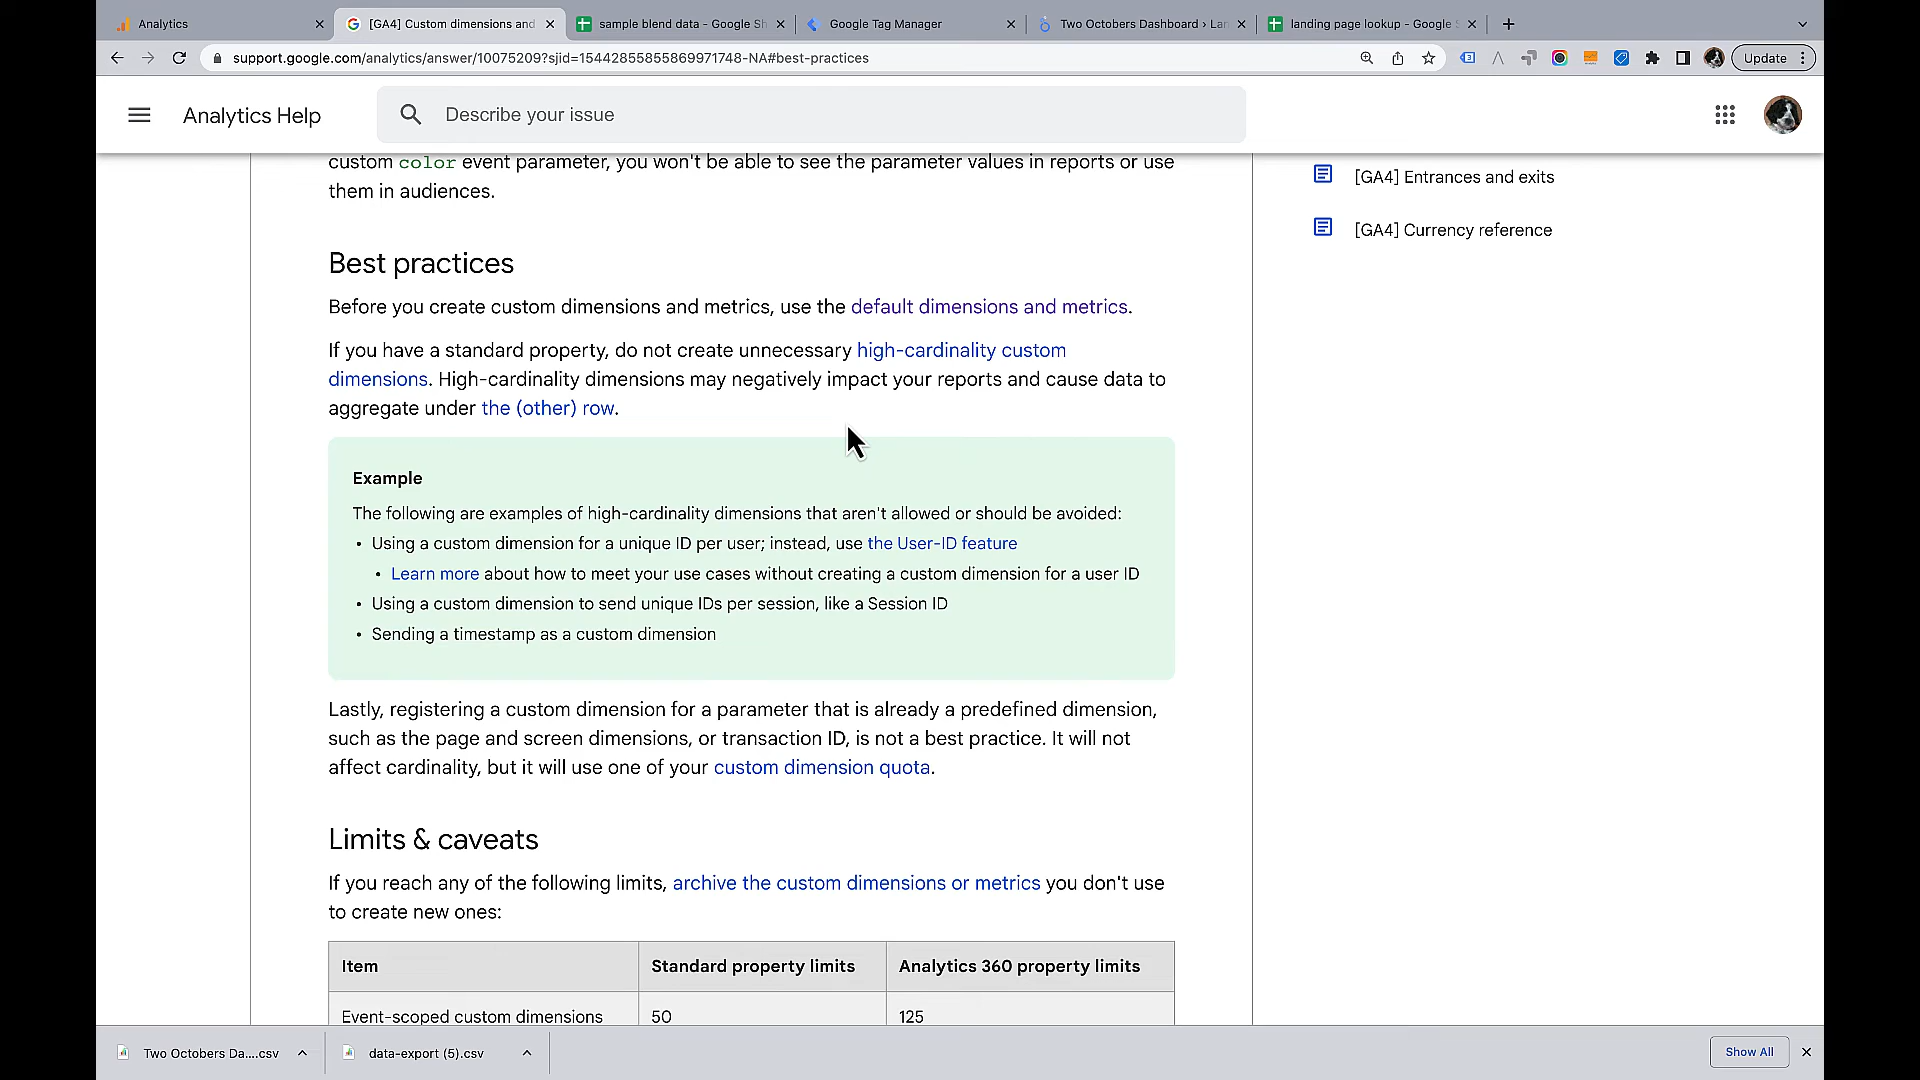 Analytics
[GA4] Custom dimensions and
sample blend data - Google Sh
Google Tag Manager
Two Octobers Dashboard › Lan
landing page lookup - Google S
support.google.com/analytics/answer/10075209?sjid=15442855855869971748-NA#best-practices
Update
Analytics Help
Describe your issue
custom color event parameter, you won't be able to see the parameter values in reports or use
them in audiences.
[GA4] Entrances and exits
[GA4] Currency reference
Best practices
Before you create custom dimensions and metrics, use the default dimensions and metrics.
If you have a standard property, do not create unnecessary high-cardinality custom
dimensions. High-cardinality dimensions may negatively impact your reports and cause data to
aggregate under the (other) row.
Example
The following are examples of high-cardinality dimensions that aren't allowed or should be avoided:
• Using a custom dimension for a unique ID per user; instead, use the User-ID feature
• Learn more about how to meet your use cases without creating a custom dimension for a user ID
• Using a custom dimension to send unique IDs per session, like a Session ID
• Sending a timestamp as a custom dimension
Lastly, registering a custom dimension for a parameter that is already a predefined dimension,
such as the page and screen dimensions, or transaction ID, is not a best practice. It will not
affect cardinality, but it will use one of your custom dimension quota.
Limits & caveats
If you reach any of the following limits, archive the custom dimensions or metrics you don't use
to create new ones:
Item
Standard property limits
Analytics 360 property limits
Event-scoped custom dimensions
50
125
Two Octobers Da....csv
data-export (5).csv
Show All